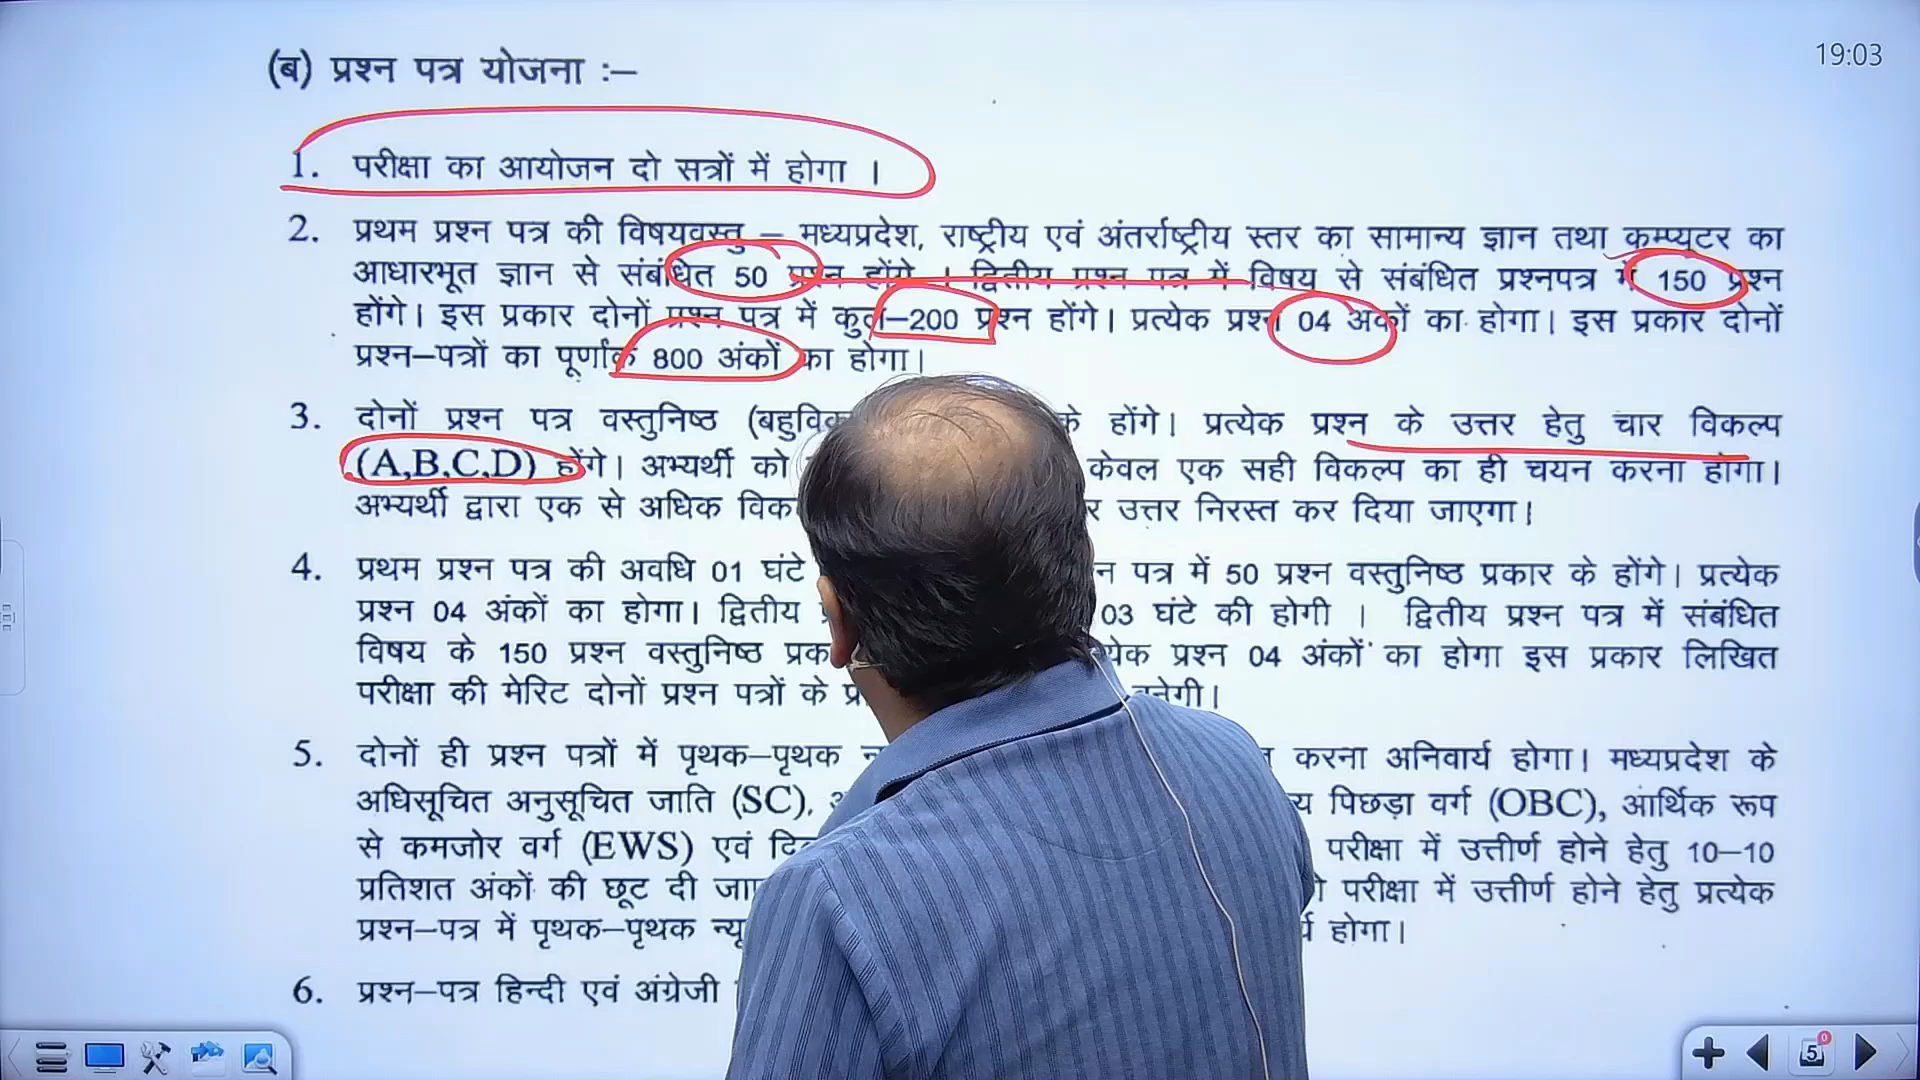 19:03
(ब) प्रश्न पत्र योजना :–
1. परीक्षा का आयोजन दो सत्रों में होगा ।
2. प्रथम प्रश्न पत्र की विषयवस्तु – मध्यप्रदेश, राष्ट्रीय एवं अंतर्राष्ट्रीय स्तर का सामान्य ज्ञान तथा कम्प्यूटर का
आधारभूत ज्ञान से संबंधित 50 प्रश्न होंगे । द्वितीय प्रश्न पत्र में विषय से संबंधित प्रश्नपत्र में 150 प्रश्न
होंगे। इस प्रकार दोनों प्रश्न पत्र में कुल–200 प्रश्न होंगे। प्रत्येक प्रश्न 04 अंकों का होगा। इस प्रकार दोनों
प्रश्न–पत्रों का पूर्णांक 800 अंकों का होगा।
3. दोनों प्रश्न पत्र वस्तुनिष्ठ के होंगे। प्रत्येक प्रश्न के उत्तर हेतु चार विकल्प
(A,B,C,D) होंगे। अभ्यर्थी को केवल एक सही विकल्प का ही चयन करना होगा।
अभ्यर्थी द्वारा एक से अधिक उत्तर निरस्त कर दिया जाएगा।
4. प्रथम प्रश्न पत्र की अवधि 01 घंटे पत्र में 50 प्रश्न वस्तुनिष्ठ प्रकार के होंगे। प्रत्येक
प्रश्न 04 अंकों का होगा। द्वितीय 03 घंटे की होगी । द्वितीय प्रश्न पत्र में संबंधित
विषय के 150 प्रश्न वस्तुनिष्ठ प्रश्न 04 अंकों का होगा इस प्रकार लिखित
परीक्षा की मेरिट दोनों प्रश्न पत्रों के बनेगी।
5. दोनों ही प्रश्न पत्रों में पृथक–पृथक करना अनिवार्य होगा। मध्यप्रदेश के
अधिसूचित अनुसूचित जाति (SC), पिछड़ा वर्ग (OBC), आर्थिक रूप
से कमजोर वर्ग (EWS) एवं परीक्षा में उत्तीर्ण होने हेतु 10–10
प्रतिशत अंकों की छूट दी परीक्षा में उत्तीर्ण होने हेतु प्रत्येक
प्रश्न–पत्र में पृथक–पृथक होगा।
6. प्रश्न–पत्र हिन्दी एवं अंग्रेजी
5
0